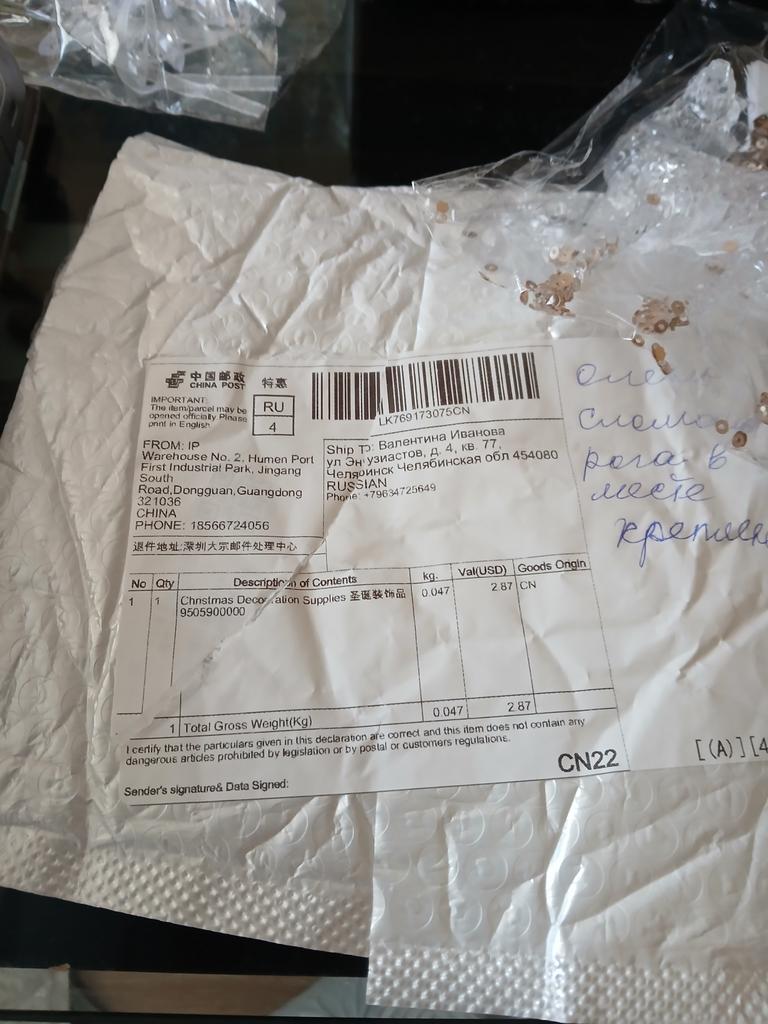 中国邮政 特惠
CHINA POST
IMPORTANT:
The item/parcel may be
opened officially Please
print in English
RU
4
LK769173075CN
FROM: IP
Warehouse No. 2, Humen Port
First Industrial Park, Jingang
South
Road,Dongguan,Guangdong
321036
CHINA
PHONE: 18566724056
退件地址:深圳大宗邮件处理中心
Ship To: Валентина Иванова
ул Энтузиастов, д. 4, кв. 77,
Челябинск Челябинская обл 454080
RUSSIAN
Phone: +79634725649
No Qty Description of Contents kg. Val(USD) Goods Origin
1 1 Christmas Decoration Supplies 圣诞装饰品 0.047 2.87 CN
9505900000
1 Total Gross Weight(Kg) 0.047 2.87
I certify that the particulars given in this declaration are correct and this item does not contain any
dangerous articles prohibited by legislation or by postal or customers regulations.
CN22
Sender's signature& Data Signed:
рога в
месте
[(A)][4